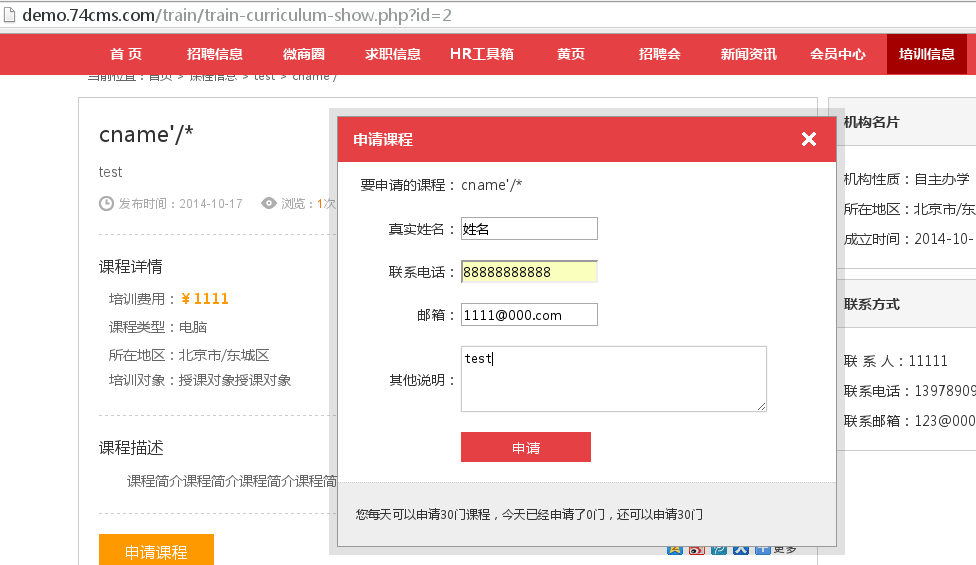 demo.74cms.com/train/train-curriculum-show.php?id=2
首 页 招聘信息 微商圈 求职信息 HR工具箱 黄页 招聘会 新闻资讯 会员中心 培训信息
当前位置：首页 > 课程信息 > test > cname'/
cname'/*
test
发布时间：2014-10-17 浏览：1次
课程详情
培训费用：¥1111
课程类型：电脑
所在地区：北京市/东城区
培训对象：授课对象授课对象
课程描述
课程简介课程简介课程简介课程简
申请课程
申请课程
要申请的课程：cname'/*
真实姓名：姓名
联系电话：88888888888
邮箱：1111@000.com
其他说明：test
申请
您每天可以申请30门课程，今天已经申请了0门，还可以申请30门
更多
机构名片
机构性质：自主办学
所在地区：北京市/东
成立时间：2014-10-
联系方式
联 系 人：11111
联系电话：13978909
联系邮箱：123@000